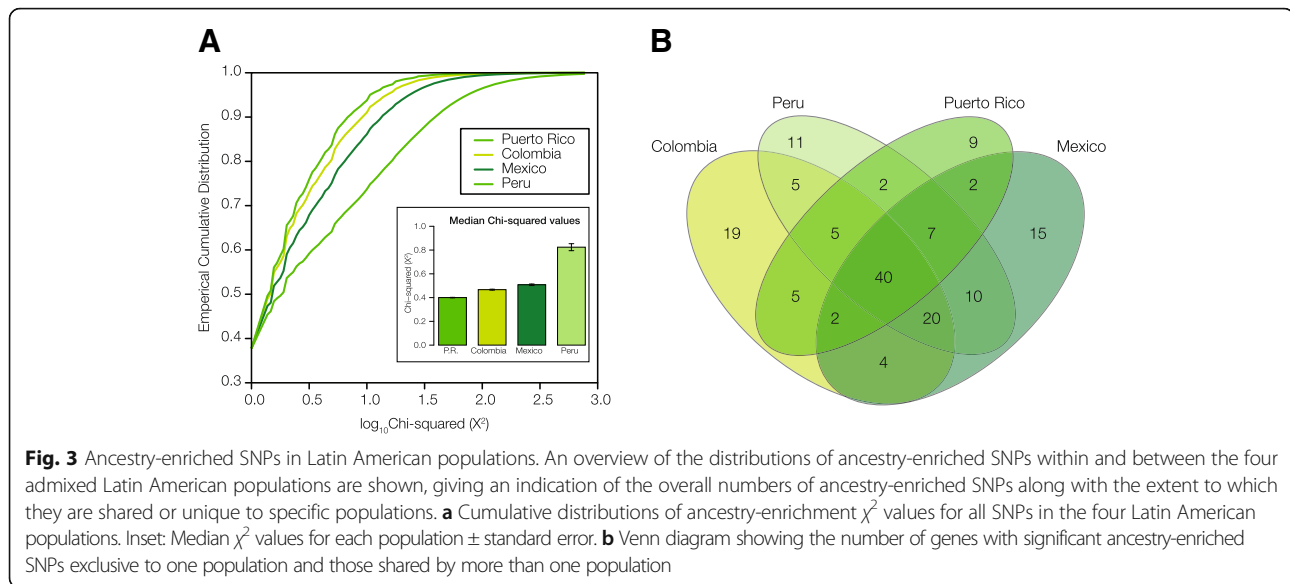 A
1.0
0.9
0.8
0.7
0.6
0.5
0.4
0.3
Emperical Cumulative Distribution
0.0 0.5 1.0 1.5 2.0 2.5 3.0
log10Chi-squared (X²)
Puerto Rico
Colombia
Mexico
Peru
Median Chi-squared values
1.0
0.8
0.6
0.4
0.2
0.0
Chi-squared (X²)
P.R. Colombia Mexico Peru
B
Peru
Puerto Rico
Colombia
Mexico
11
9
5
2
2
19
5
7
15
40
5
10
2
20
4
Fig. 3 Ancestry-enriched SNPs in Latin American populations. An overview of the distributions of ancestry-enriched SNPs within and between the four
admixed Latin American populations are shown, giving an indication of the overall numbers of ancestry-enriched SNPs along with the extent to which
they are shared or unique to specific populations. a Cumulative distributions of ancestry-enrichment χ² values for all SNPs in the four Latin American
populations. Inset: Median χ² values for each population ± standard error. b Venn diagram showing the number of genes with significant ancestry-enriched
SNPs exclusive to one population and those shared by more than one population